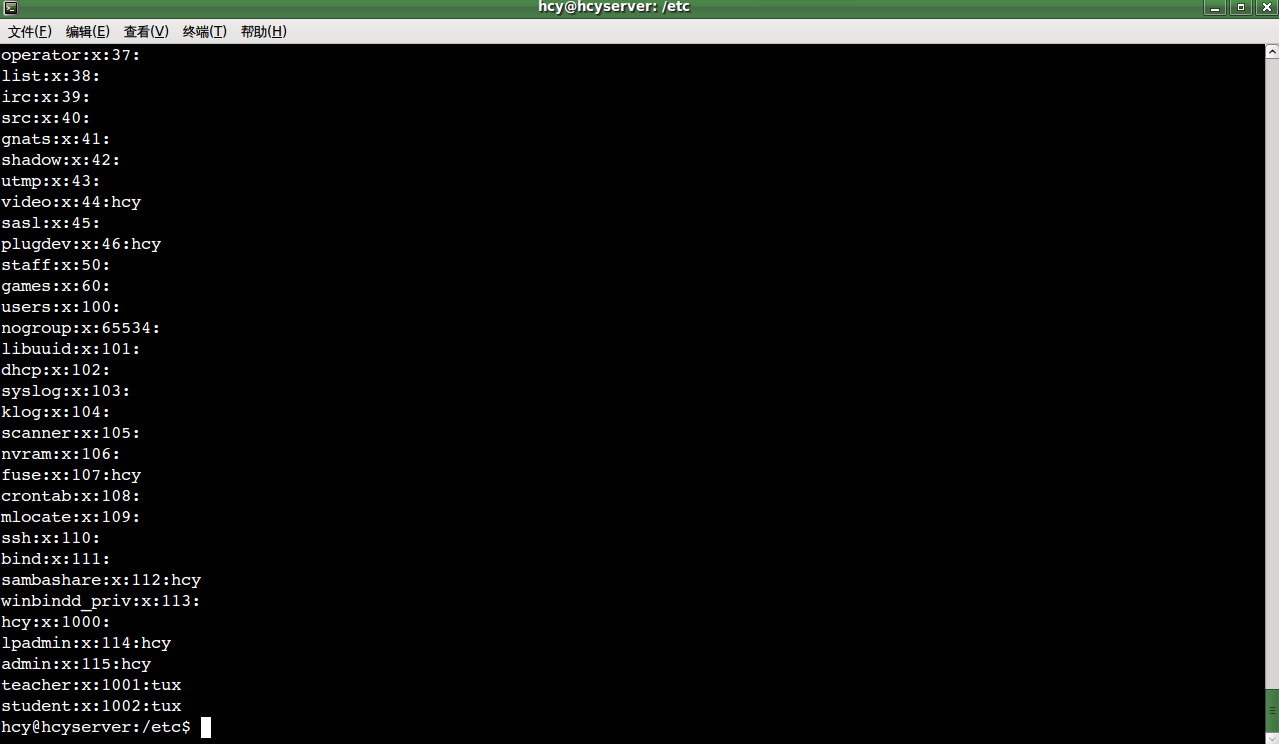 hcy@hcyserver: /etc
文件(F) 编辑(E) 查看(V) 终端(T) 帮助(H)
operator:x:37:
list:x:38:
irc:x:39:
src:x:40:
gnats:x:41:
shadow:x:42:
utmp:x:43:
video:x:44:hcy
sasl:x:45:
plugdev:x:46:hcy
staff:x:50:
games:x:60:
users:x:100:
nogroup:x:65534:
libuuid:x:101:
dhcp:x:102:
syslog:x:103:
klog:x:104:
scanner:x:105:
nvram:x:106:
fuse:x:107:hcy
crontab:x:108:
mlocate:x:109:
ssh:x:110:
bind:x:111:
sambashare:x:112:hcy
winbindd_priv:x:113:
hcy:x:1000:
lpadmin:x:114:hcy
admin:x:115:hcy
teacher:x:1001:tux
student:x:1002:tux
hcy@hcyserver:/etc$